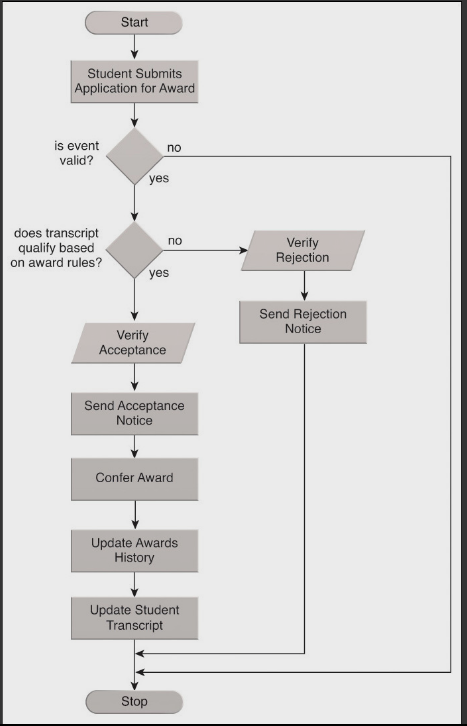 Start
Student Submits
Application for Award
is event
valid?
no
yes
does transcript
qualify based
on award rules?
no
yes
Verify
Rejection
Send Rejection
Notice
Verify
Acceptance
Send Acceptance
Notice
Confer Award
Update Awards
History
Update Student
Transcript
Stop